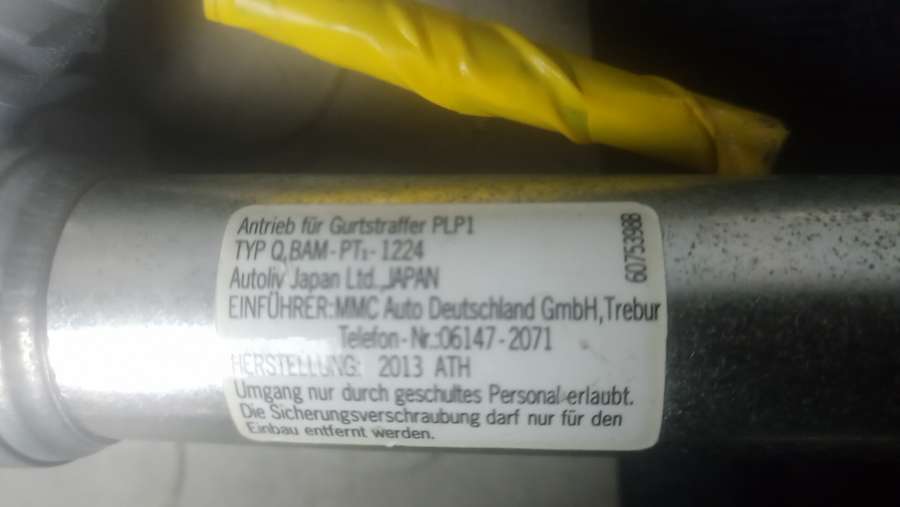 Antrieb für Gurtstraffer PLP1
TYP Q,BAM-PT₁-1224
Autoliv Japan Ltd.,JAPAN
EINFÜHRER:MMC Auto Deutschland GmbH,Trebur
Telefon-Nr.:06147-2071
HERSTELLUNG: 2013 ATH
Umgang nur durch geschultes Personal erlaubt.
Die Sicherungsverschraubung darf nur für den
Einbau entfernt werden.
6075398B